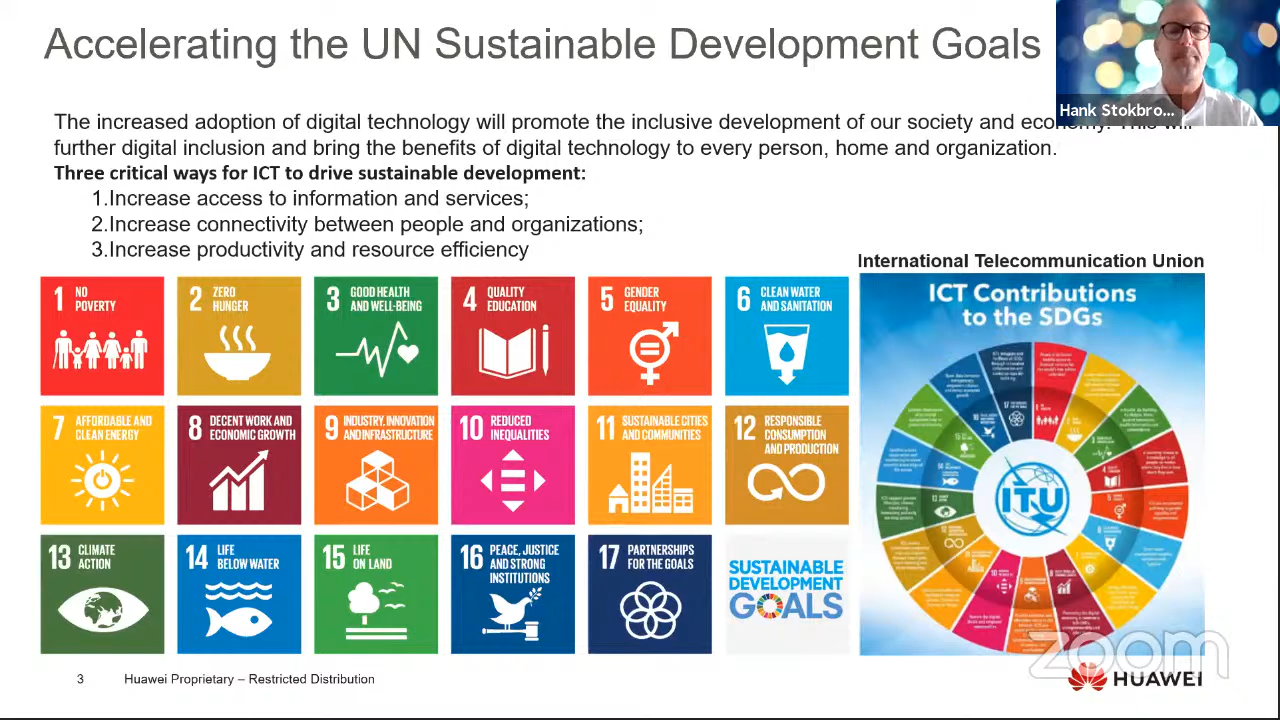 Accelerating the UN Sustainable Development Goals
Hank Stokbro...
The increased adoption of digital technology will promote the inclusive development of our society and economy. This will
further digital inclusion and bring the benefits of digital technology to every person, home and organization.
Three critical ways for ICT to drive sustainable development:
1.Increase access to information and services;
2.Increase connectivity between people and organizations;
3.Increase productivity and resource efficiency
International Telecommunication Union
ICT Contributions
to the SDGs
ITU
1 NO
POVERTY
2 ZERO
HUNGER
3 GOOD HEALTH
AND WELL-BEING
4 QUALITY
EDUCATION
5 GENDER
EQUALITY
6 CLEAN WATER
AND SANITATION
7 AFFORDABLE AND
CLEAN ENERGY
8 DECENT WORK AND
ECONOMIC GROWTH
9 INDUSTRY, INNOVATION
AND INFRASTRUCTURE
10 REDUCED
INEQUALITIES
11 SUSTAINABLE CITIES
AND COMMUNITIES
12 RESPONSIBLE
CONSUMPTION
AND PRODUCTION
13 CLIMATE
ACTION
14 LIFE
BELOW WATER
15 LIFE
ON LAND
16 PEACE, JUSTICE
AND STRONG
INSTITUTIONS
17 PARTNERSHIPS
FOR THE GOALS
SUSTAINABLE
DEVELOPMENT
GOALS
zoom
3
Huawei Proprietary – Restricted Distribution
HUAWEI